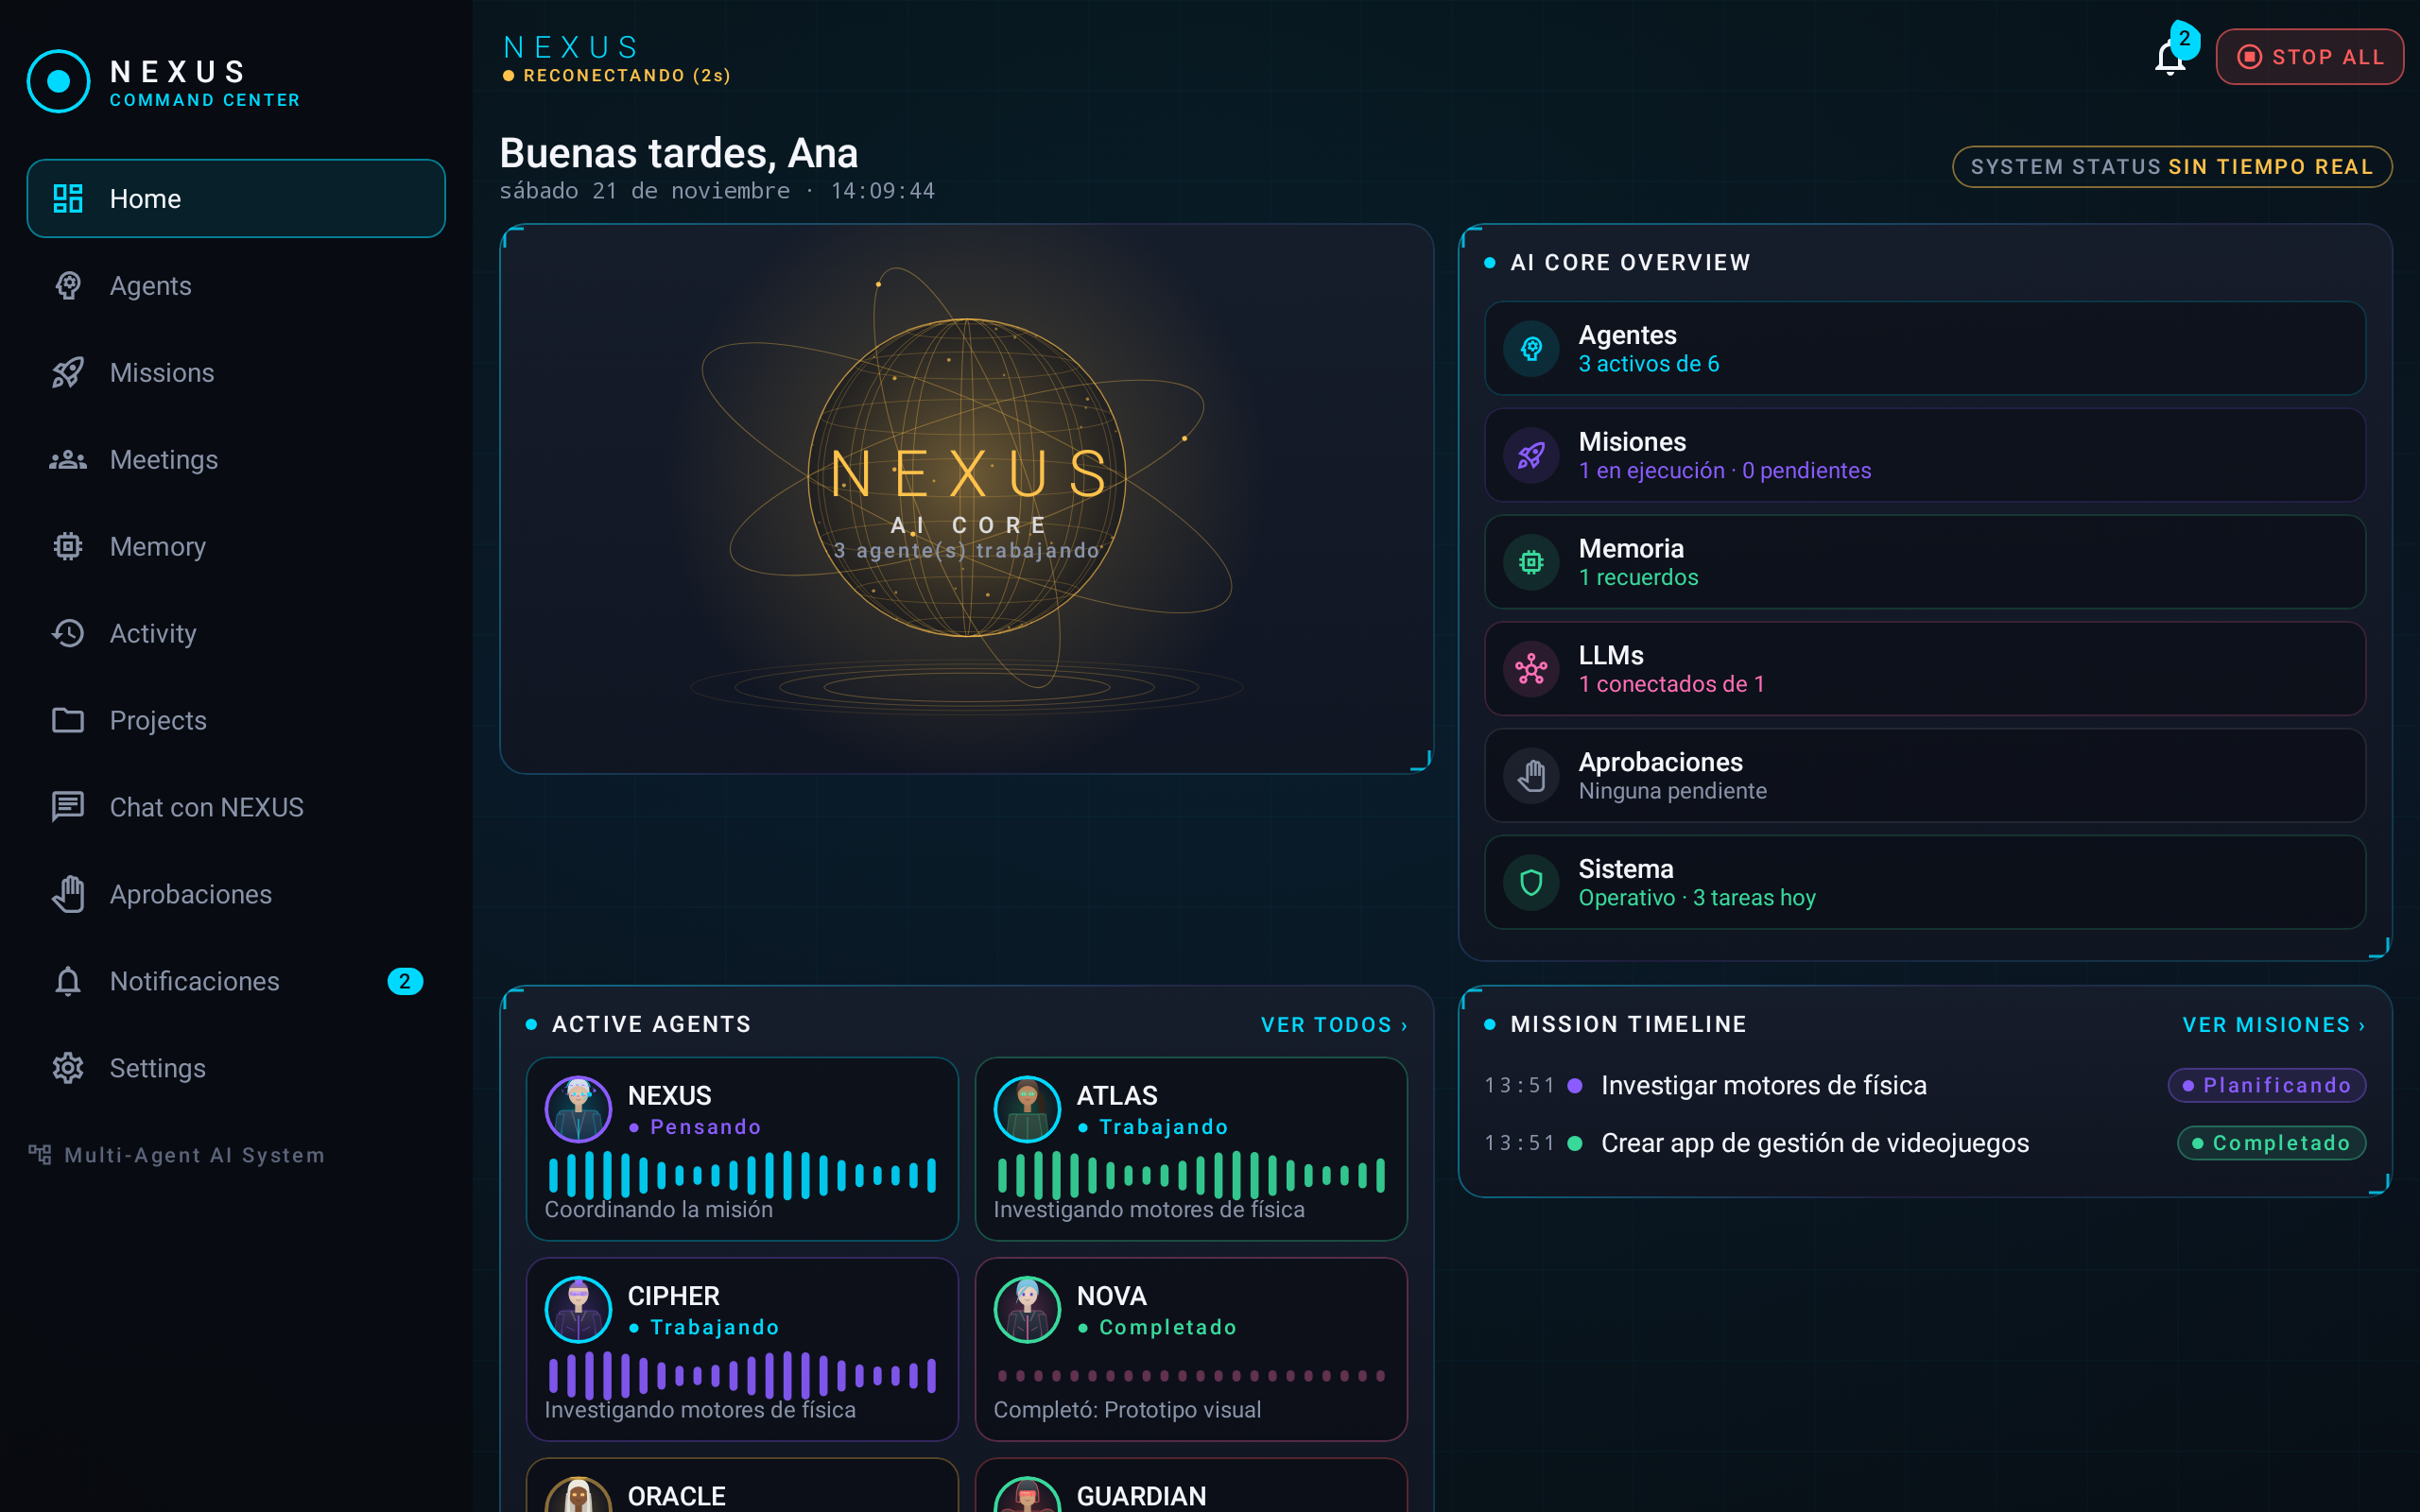 NEXUS
COMMAND CENTER
Home
Agents
Missions
Meetings
Memory
Activity
Projects
Chat con NEXUS
Aprobaciones
Notificaciones 2
Settings
Multi-Agent AI System
NEXUS
RECONECTANDO (2s)
2
STOP ALL
Buenas tardes, Ana
sábado 21 de noviembre · 14:09:44
SYSTEM STATUS SIN TIEMPO REAL
NEXUS
AI CORE
3 agente(s) trabajando
AI CORE OVERVIEW
Agentes
3 activos de 6
Misiones
1 en ejecución · 0 pendientes
Memoria
1 recuerdos
LLMs
1 conectados de 1
Aprobaciones
Ninguna pendiente
Sistema
Operativo · 3 tareas hoy
ACTIVE AGENTS
VER TODOS ›
NEXUS
Pensando
Coordinando la misión
ATLAS
Trabajando
Investigando motores de física
CIPHER
Trabajando
Investigando motores de física
NOVA
Completado
Completó: Prototipo visual
ORACLE
GUARDIAN
MISSION TIMELINE
VER MISIONES ›
13:51 Investigar motores de física Planificando
13:51 Crear app de gestión de videojuegos Completado